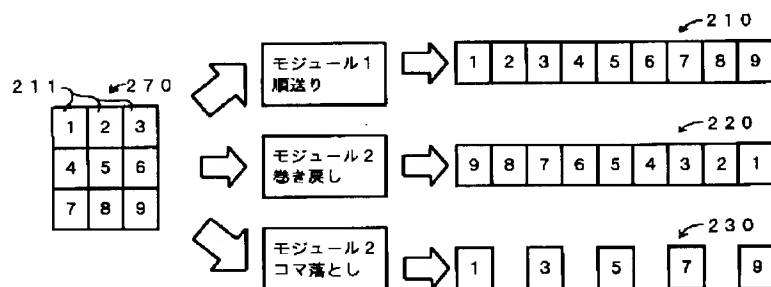 210
モジュール1
順送り
1 2 3 4 5 6 7 8 9
211 270
1 2 3
4 5 6
7 8 9
220
モジュール2
巻き戻し
9 8 7 6 5 4 3 2 1
230
モジュール2
コマ落とし
1 3 5 7 9